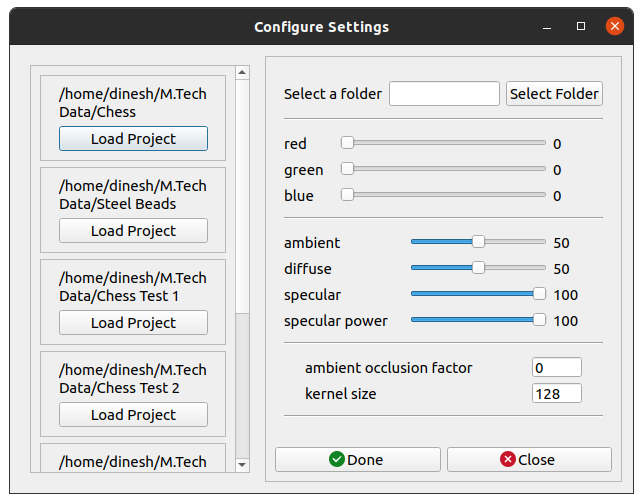 Configure Settings
/home/dinesh/M.Tech
Data/Chess
Load Project
/home/dinesh/M.Tech
Data/Steel Beads
Load Project
/home/dinesh/M.Tech
Data/Chess Test 1
Load Project
/home/dinesh/M.Tech
Data/Chess Test 2
Load Project
/home/dinesh/M.Tech
Select a folder Select Folder
red 0
green 0
blue 0
ambient 50
diffuse 50
specular 100
specular power 100
ambient occlusion factor 0
kernel size 128
Done Close